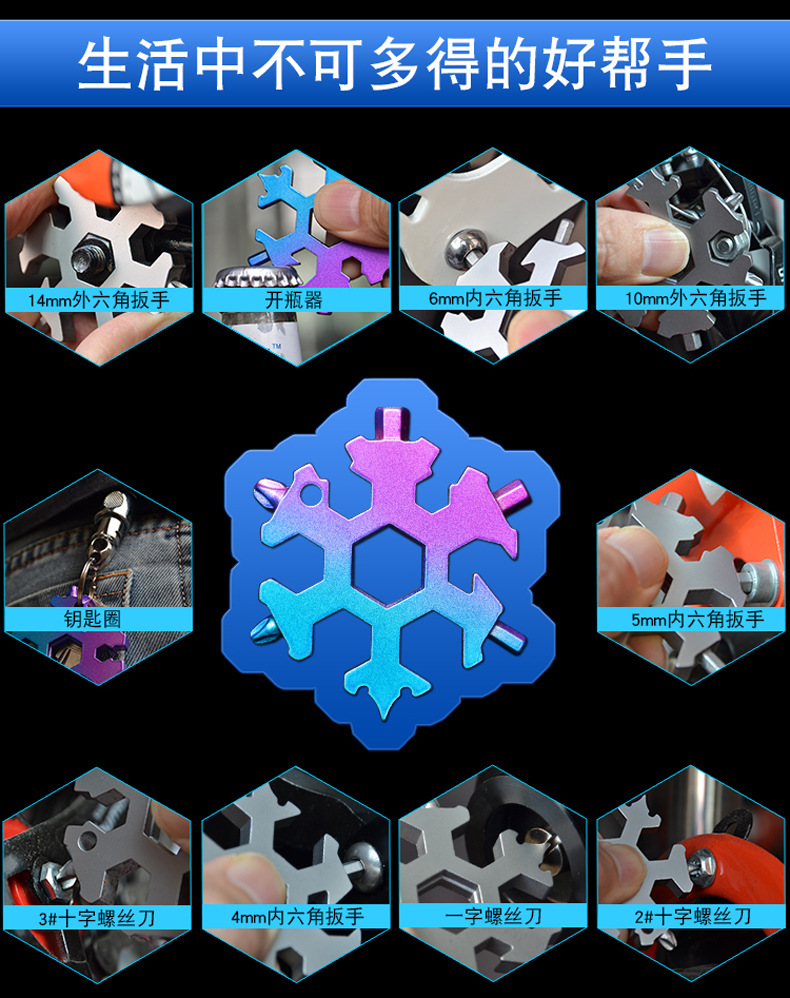 生活中不可多得的好帮手
14mm外六角扳手
开瓶器
6mm内六角扳手
10mm外六角扳手
TM
钥匙圈
5mm内六角扳手
3#十字螺丝刀
4mm内六角扳手
一字螺丝刀
2#十字螺丝刀